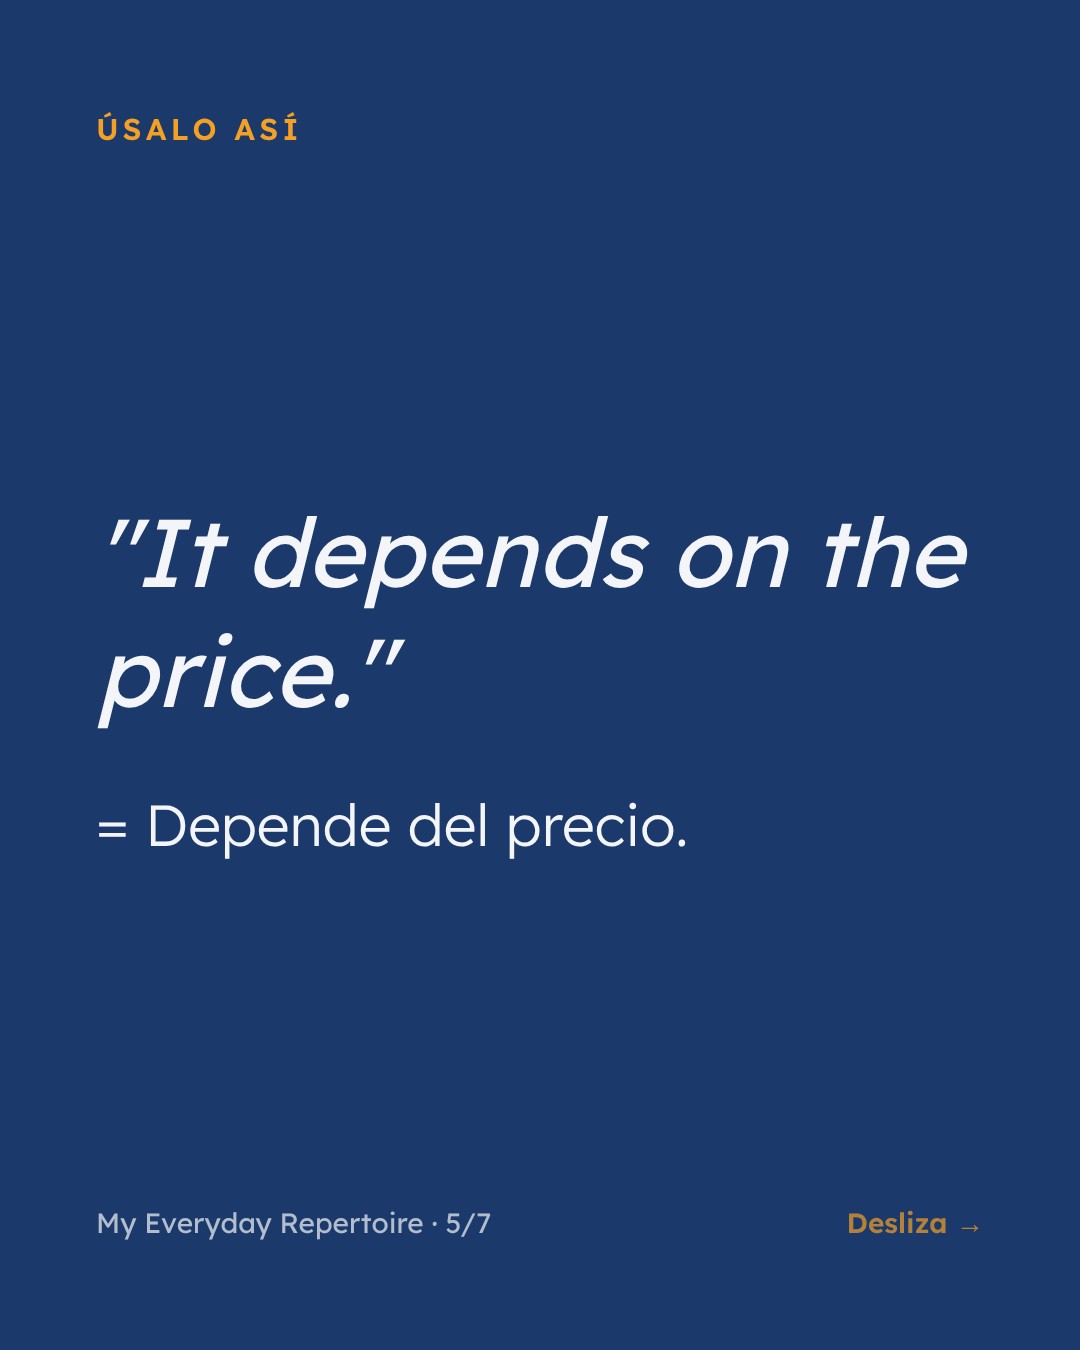 ÚSALO ASÍ
"It depends on the
price."
= Depende del precio.
My Everyday Repertoire · 5/7
Desliza →